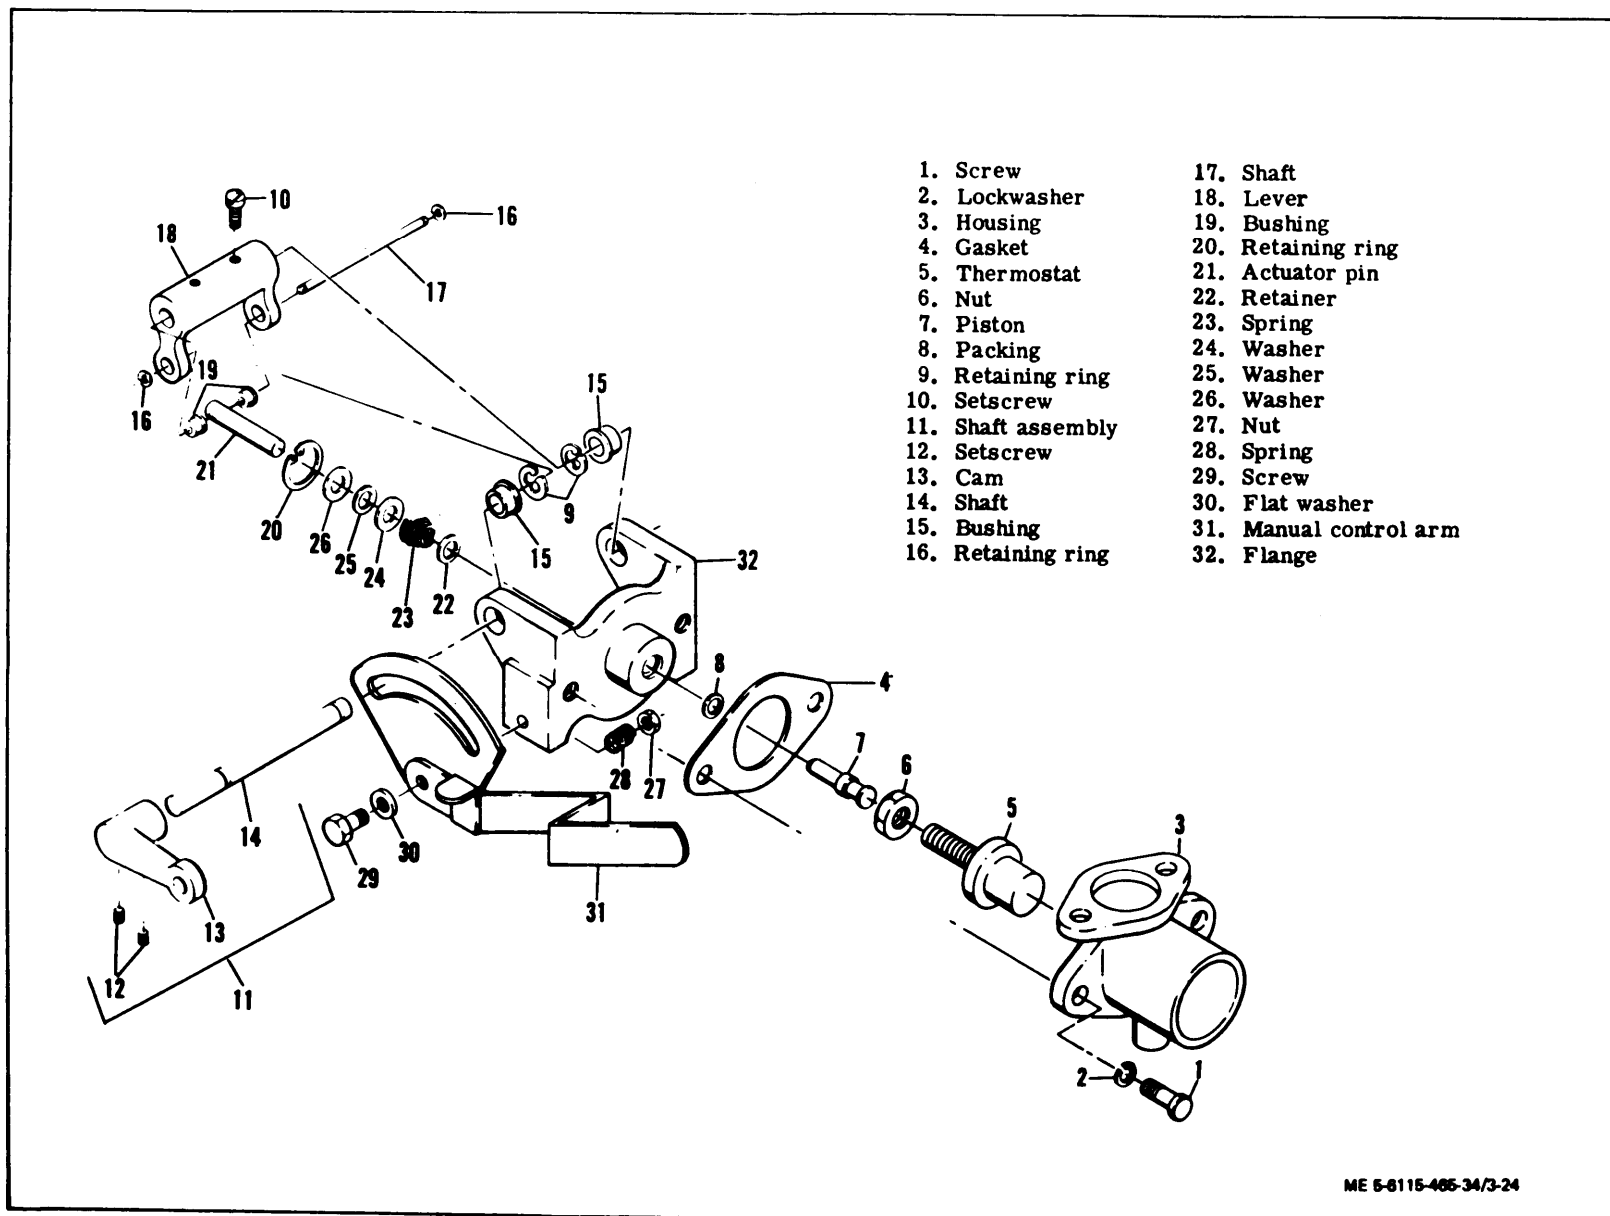 1. Screw
2. Lockwasher
3. Housing
4. Gasket
5. Thermostat
6. Nut
7. Piston
8. Packing
9. Retaining ring
10. Setscrew
11. Shaft assembly
12. Setscrew
13. Cam
14. Shaft
15. Bushing
16. Retaining ring
17. Shaft
18. Lever
19. Bushing
20. Retaining ring
21. Actuator pin
22. Retainer
23. Spring
24. Washer
25. Washer
26. Washer
27. Nut
28. Spring
29. Screw
30. Flat washer
31. Manual control arm
32. Flange
10
16
18
17
19
16
15
21
20
26
25
24
23
22
15
9
32
8
4
28
27
7
6
5
3
14
29
30
31
13
12
11
2
1
ME 5-6115-465-34/3-24